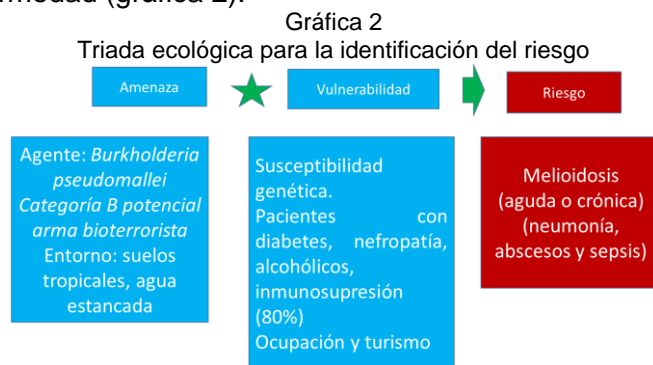 (gráfica 2).
Gráfica 2
Triada ecológica para la identificación del riesgo
Amenaza
Vulnerabilidad
Riesgo
Agente: Burkholderia
pseudomallei
Categoría B potencial
arma bioterrorista
Entorno: suelos
tropicales, agua
estancada
Susceptibilidad
genética.
Pacientes con
diabetes, nefropatía,
alcohólicos,
inmunosupresión
(80%)
Ocupación y turismo
Melioidosis
(aguda o crónica)
(neumonía,
abscesos y sepsis)